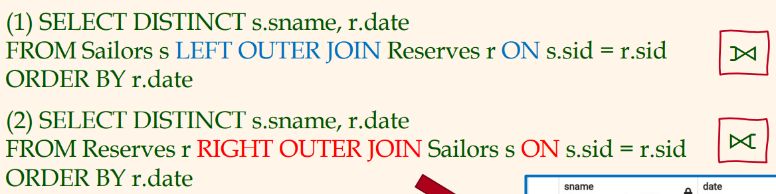 (1) SELECT DISTINCT s.sname, r.date
FROM Sailors s LEFT OUTER JOIN Reserves r ON s.sid = r.sid
⟕
ORDER BY r.date
(2) SELECT DISTINCT s.sname, r.date
FROM Reserves r RIGHT OUTER JOIN Sailors s ON s.sid = r.sid
⟖
ORDER BY r.date
sname date